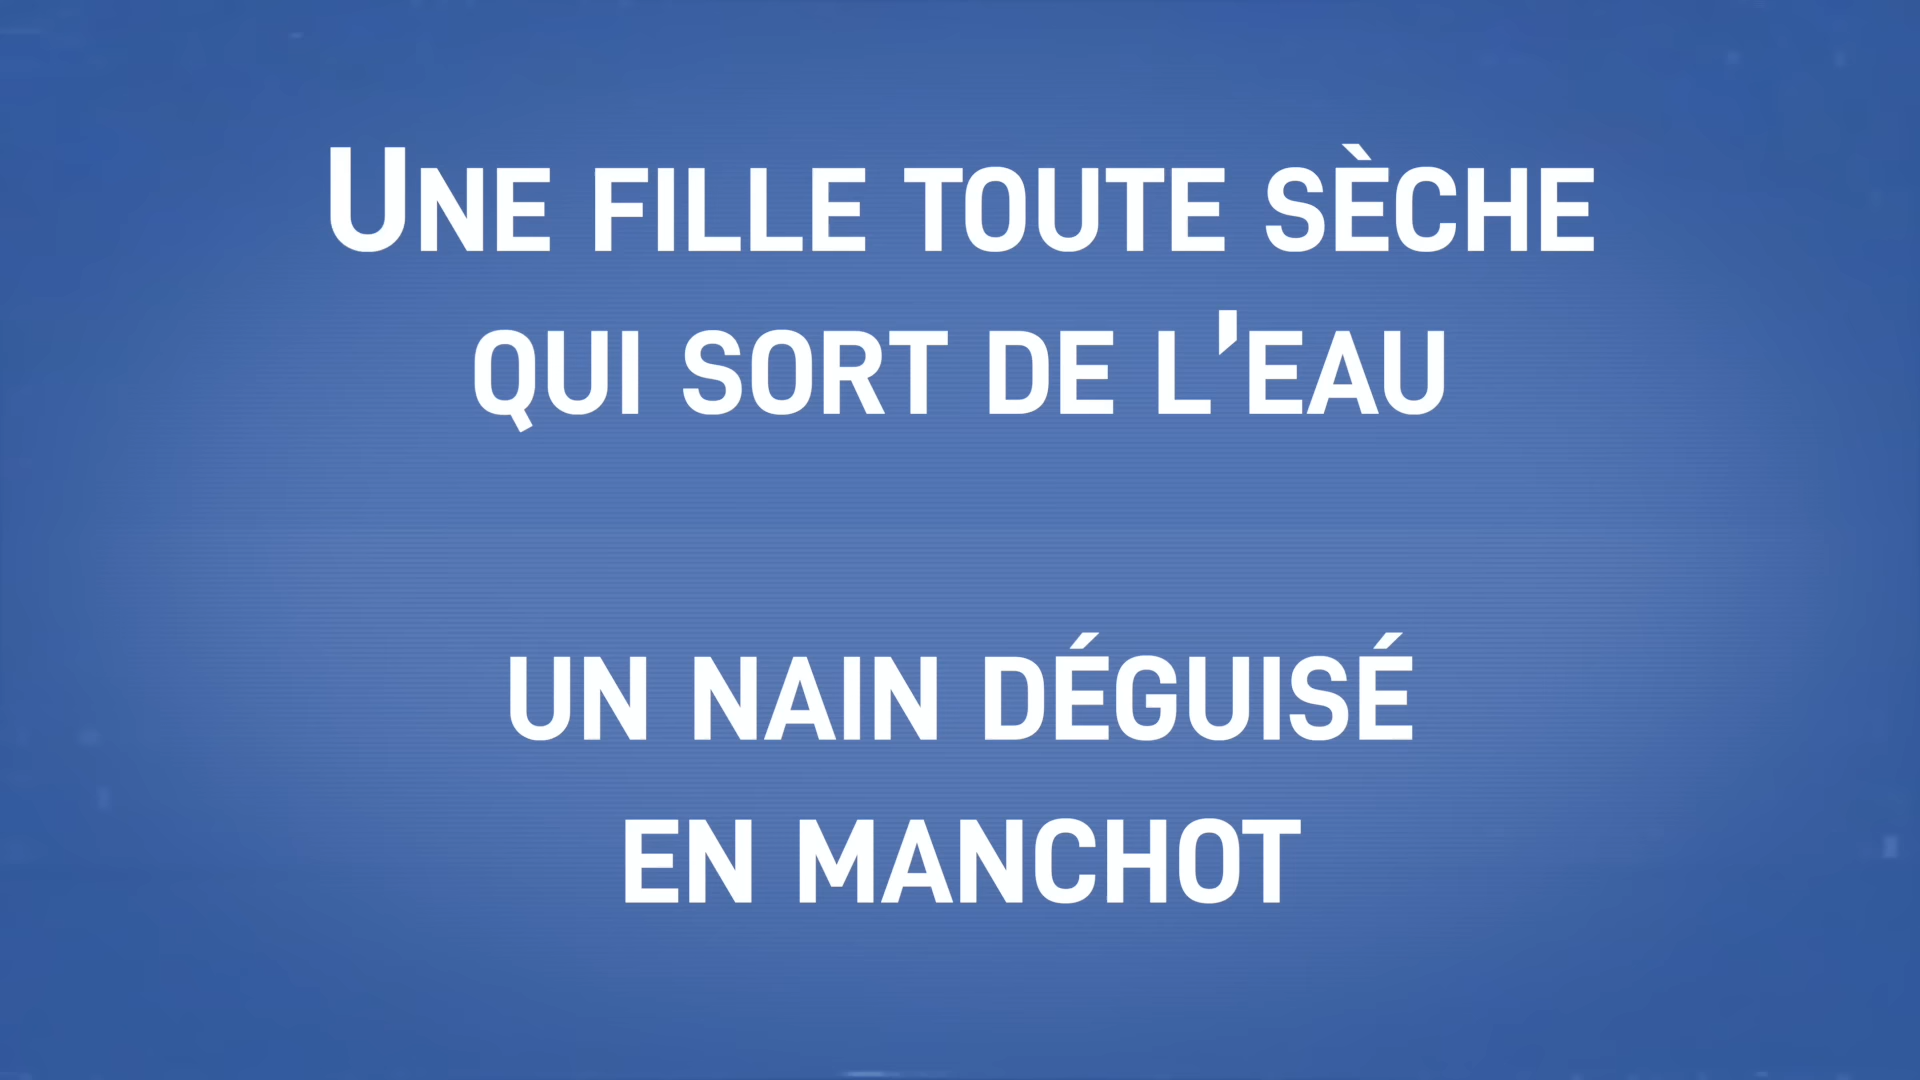 Une fille toute sèche
qui sort de l'eau
un nain déguisé
en manchot